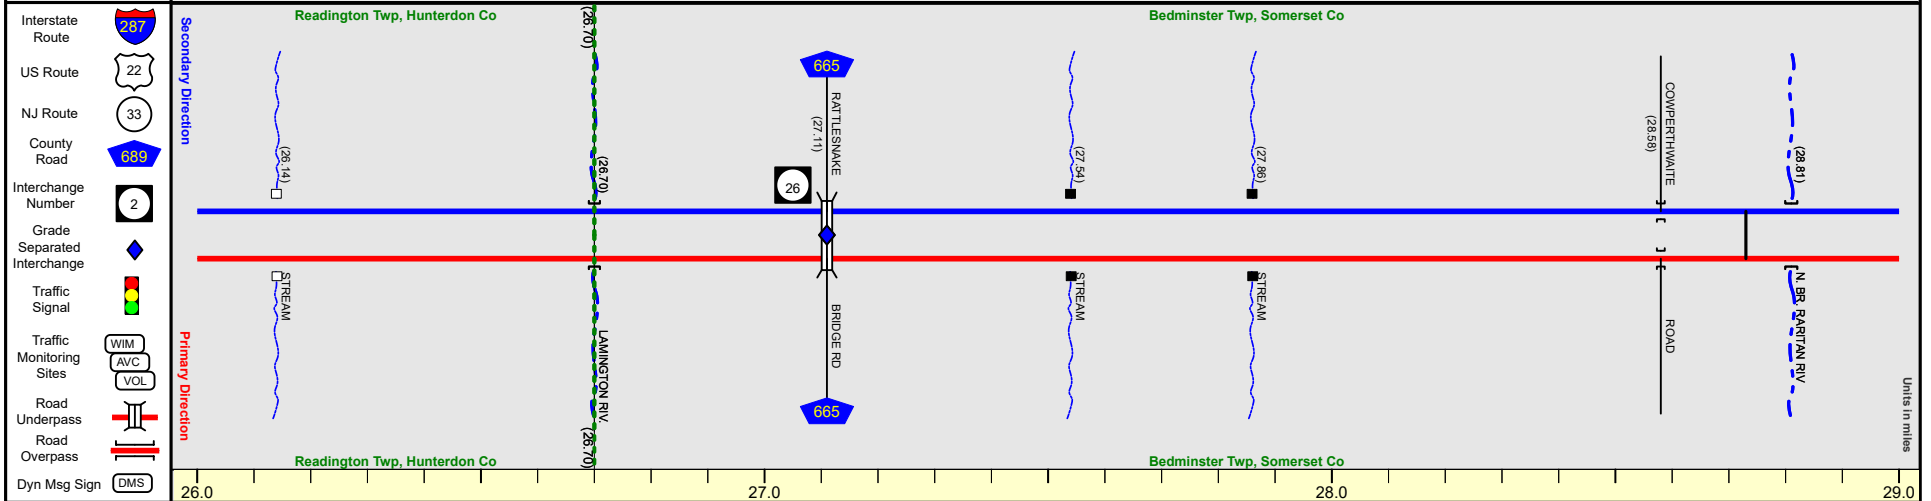 Interstate
Route
287
US Route
22
NJ Route
33
County
Road
689
Interchange
Number
2
Grade
Separated
Interchange
Traffic
Signal
Traffic
Monitoring
Sites
WIM
AVC
VOL
Road
Underpass
Road
Overpass
Dyn Msg Sign
DMS
Secondary Direction
Primary Direction
Readington Twp, Hunterdon Co
(26.70)
Bedminster Twp, Somerset Co
(26.14)
STREAM
(26.70)
LAMINGTON RIV.
665
RATTLESNAKE
(27.11)
26
BRIDGE RD
665
(27.54)
STREAM
(27.86)
STREAM
COWPERTHWAITE
(28.58)
ROAD
(28.81)
N. BR. RARITAN RIV
Units in miles
Readington Twp, Hunterdon Co
(26.70)
Bedminster Twp, Somerset Co
26.0
27.0
28.0
29.0